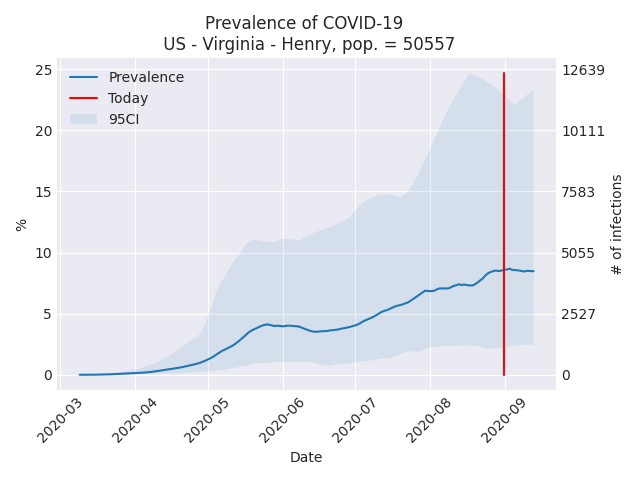 Prevalence of COVID-19
US - Virginia - Henry, pop. = 50557
Prevalence
Today
95CI
25
20
15
10
5
0
%
12639
10111
7583
5055
2527
0
# of infections
2020-03
2020-04
2020-05
2020-06
2020-07
2020-08
2020-09
Date